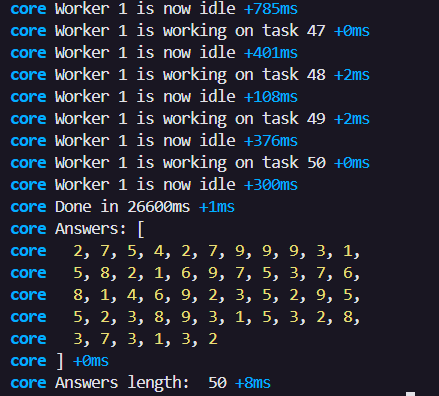 core Worker 1 is now idle +785ms
core Worker 1 is working on task 47 +0ms
core Worker 1 is now idle +401ms
core Worker 1 is working on task 48 +2ms
core Worker 1 is now idle +108ms
core Worker 1 is working on task 49 +2ms
core Worker 1 is now idle +376ms
core Worker 1 is working on task 50 +0ms
core Worker 1 is now idle +300ms
core Done in 26600ms +1ms
core Answers: [
core   2, 7, 5, 4, 2, 7, 9, 9, 9, 3, 1,
core   5, 8, 2, 1, 6, 9, 7, 5, 3, 7, 6,
core   8, 1, 4, 6, 9, 2, 3, 5, 2, 9, 5,
core   5, 2, 3, 8, 9, 3, 1, 5, 3, 2, 8,
core   3, 7, 3, 1, 3, 2
core ] +0ms
core Answers length:  50 +8ms